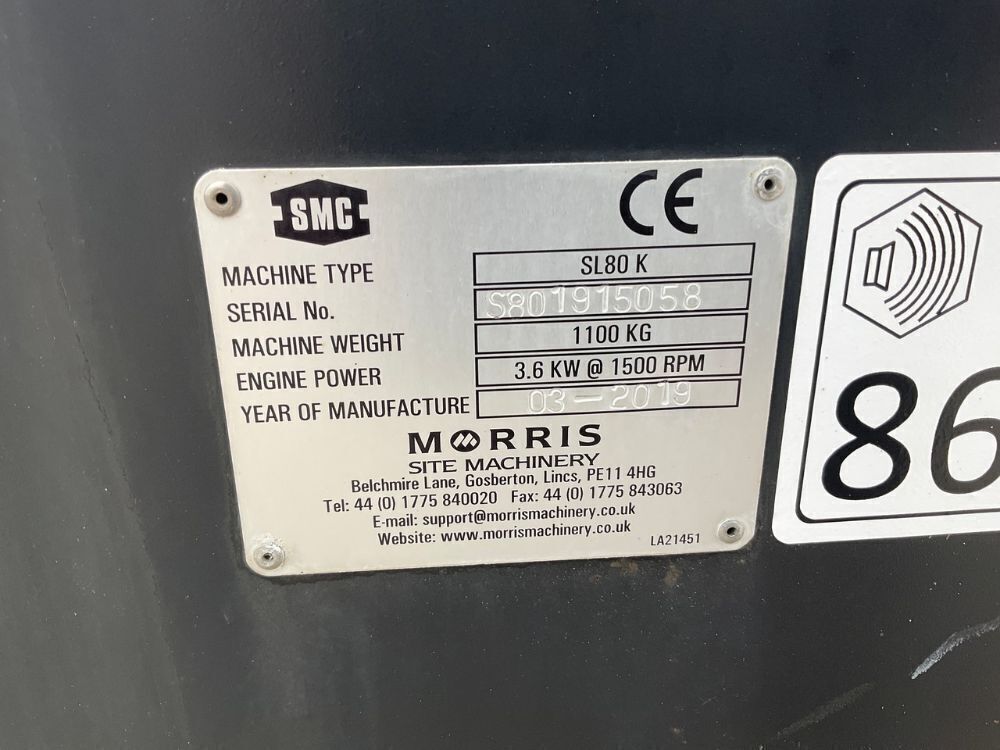 SMC
CE
MACHINE TYPE SL80 K
SERIAL No. S801915058
MACHINE WEIGHT 1100 KG
ENGINE POWER 3.6 KW @ 1500 RPM
YEAR OF MANUFACTURE 03-2019
MORRIS
SITE MACHINERY
Belchmire Lane, Gosberton, Lincs, PE11 4HG
Tel: 44 (0) 1775 840020 Fax: 44 (0) 1775 843063
E-mail: support@morrismachinery.co.uk
Website: www.morrismachinery.co.uk
LA21451
86